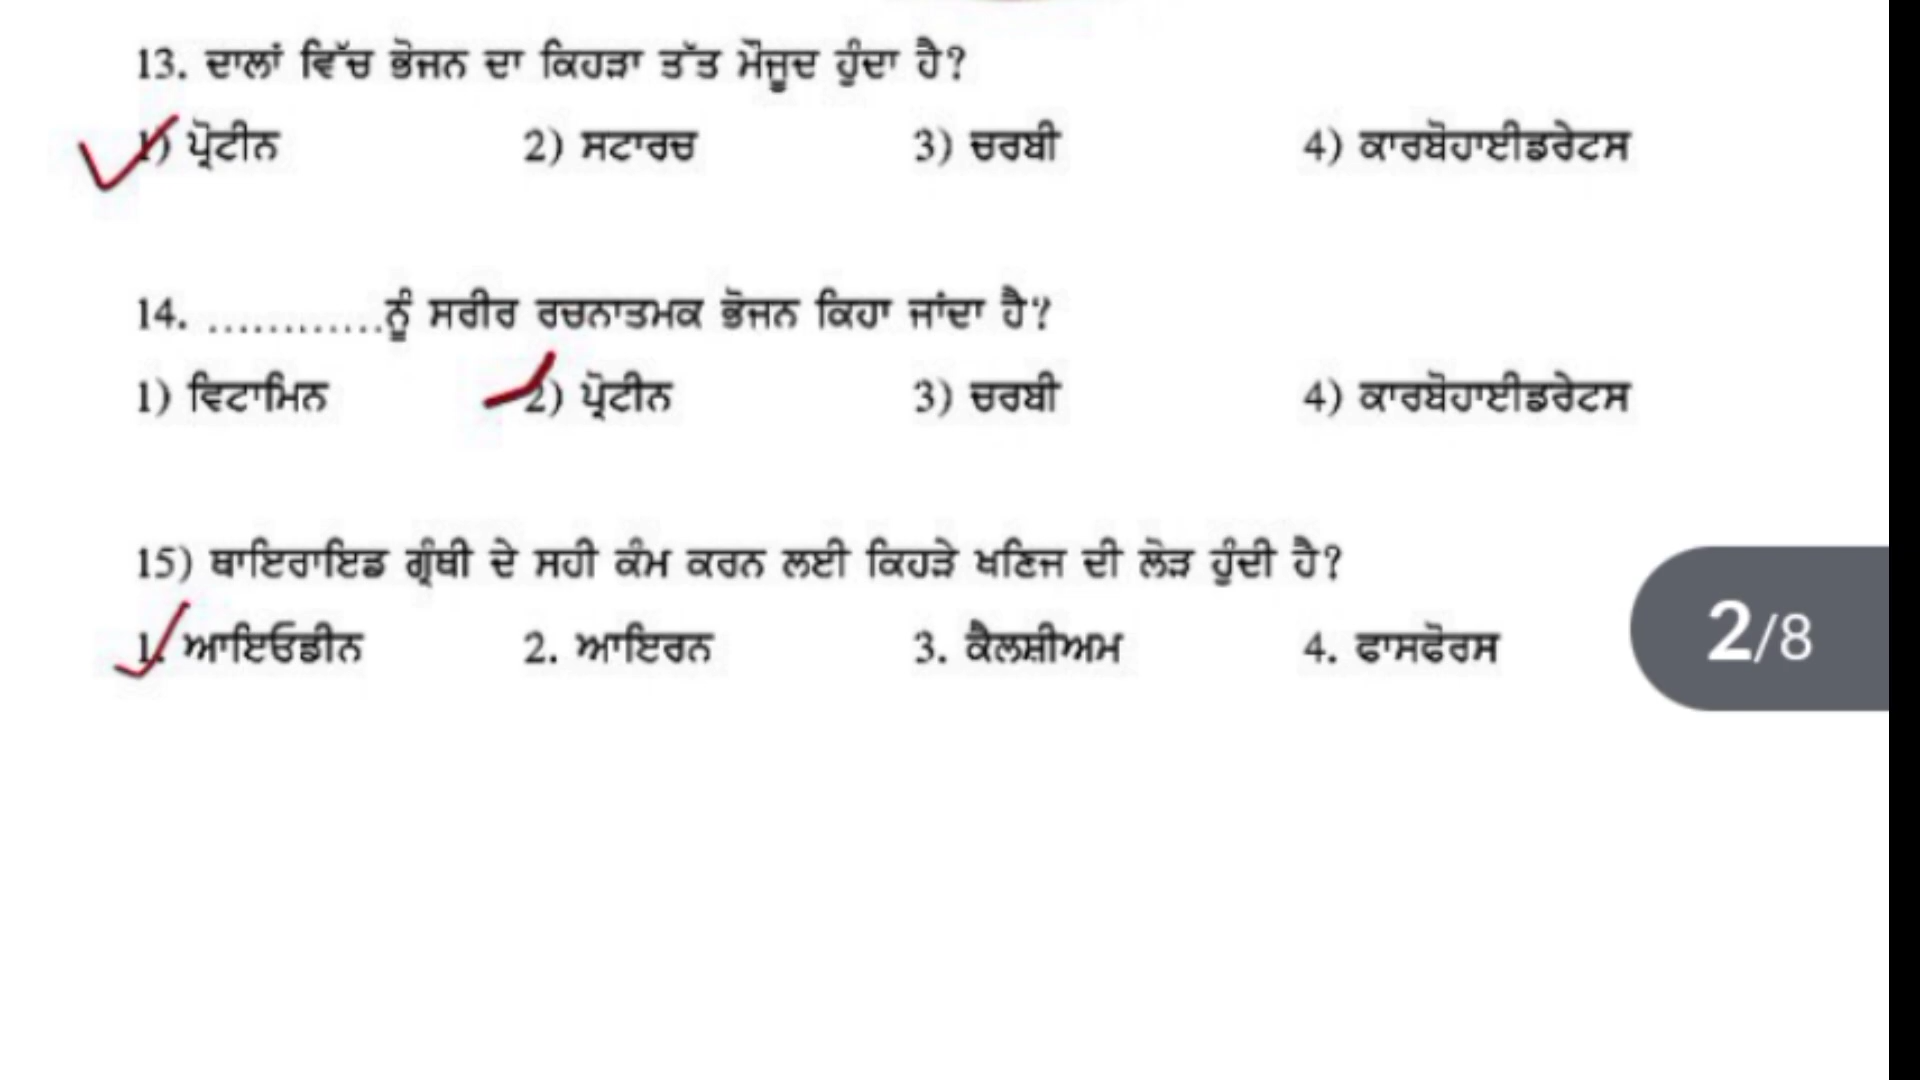 13. ਦਾਲਾਂ ਵਿੱਚ ਭੋਜਨ ਦਾ ਕਿਹੜਾ ਤੱਤ ਮੌਜੂਦ ਹੁੰਦਾ ਹੈ?
1) ਪ੍ਰੋਟੀਨ 2) ਸਟਾਰਚ 3) ਚਰਬੀ 4) ਕਾਰਬੋਹਾਈਡਰੇਟਸ
14. ............ਨੂੰ ਸਰੀਰ ਰਚਨਾਤਮਕ ਭੋਜਨ ਕਿਹਾ ਜਾਂਦਾ ਹੈ?
1) ਵਿਟਾਮਿਨ 2) ਪ੍ਰੋਟੀਨ 3) ਚਰਬੀ 4) ਕਾਰਬੋਹਾਈਡਰੇਟਸ
15) ਥਾਇਰਾਇਡ ਗ੍ਰੰਥੀ ਦੇ ਸਹੀ ਕੰਮ ਕਰਨ ਲਈ ਕਿਹੜੇ ਖਣਿਜ ਦੀ ਲੋੜ ਹੁੰਦੀ ਹੈ?
1. ਆਇਓਡੀਨ 2. ਆਇਰਨ 3. ਕੈਲਸ਼ੀਅਮ 4. ਫਾਸਫੋਰਸ
2/8